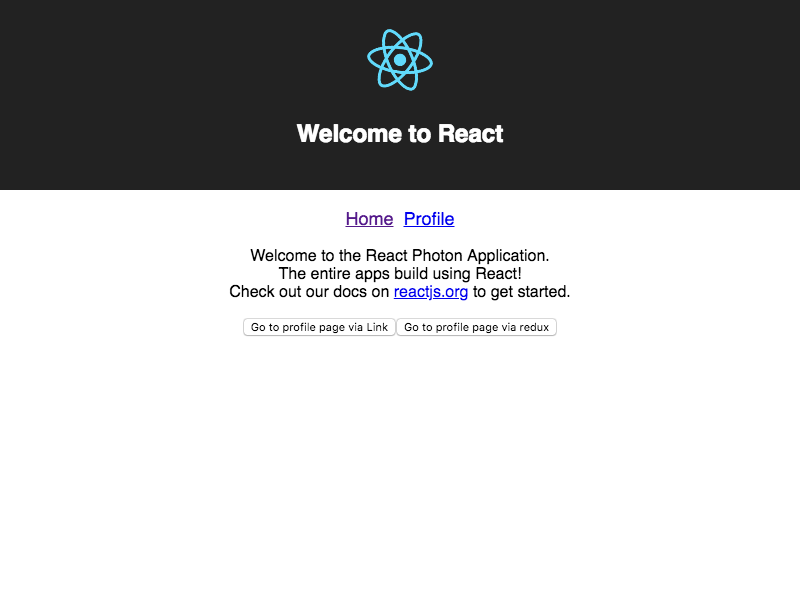 Welcome to React
Home Profile
Welcome to the React Photon Application.
The entire apps build using React!
Check out our docs on reactjs.org to get started.
Go to profile page via Link Go to profile page via redux